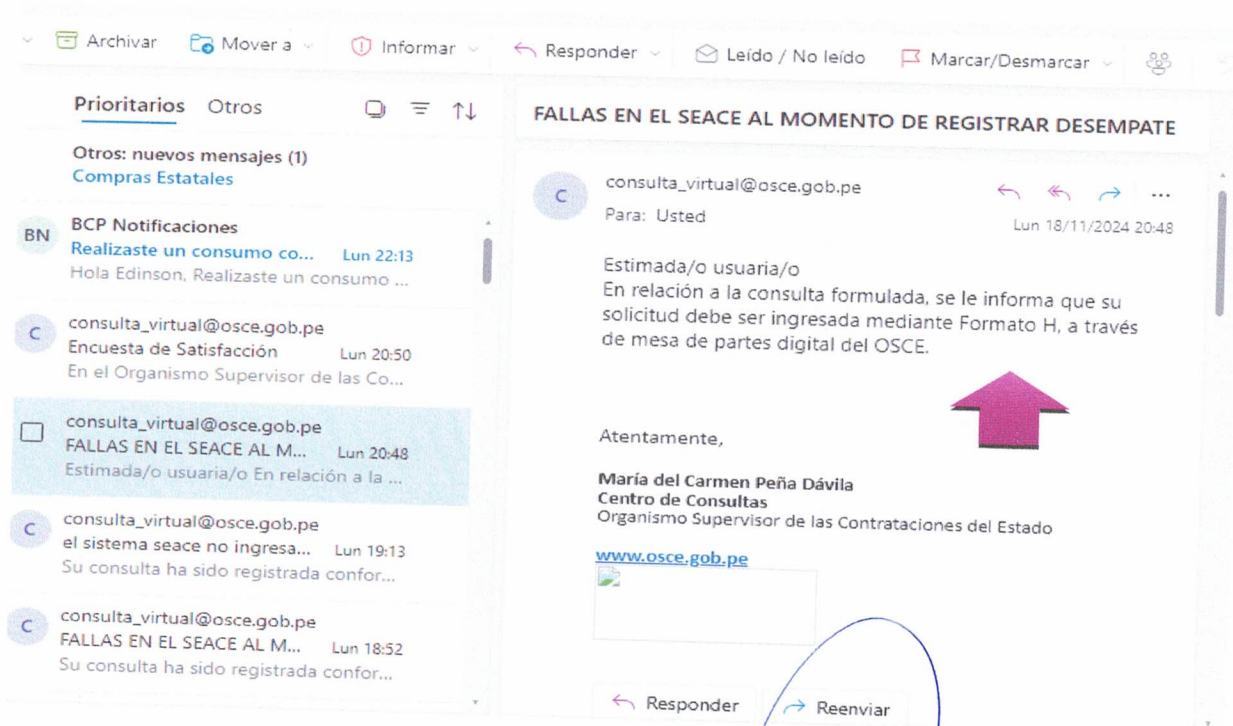 Archivar Mover a Informar Responder Leído / No leído Marcar/Desmarcar
Prioritarios Otros
Otros: nuevos mensajes (1)
Compras Estatales
BN
BCP Notificaciones
Realizaste un consumo co... Lun 22:13
Hola Edinson, Realizaste un consumo ...
C
consulta_virtual@osce.gob.pe
Encuesta de Satisfacción Lun 20:50
En el Organismo Supervisor de las Co...
consulta_virtual@osce.gob.pe
FALLAS EN EL SEACE AL M... Lun 20:48
Estimada/o usuaria/o En relación a la ...
C
consulta_virtual@osce.gob.pe
el sistema seace no ingresa... Lun 19:13
Su consulta ha sido registrada confor...
C
consulta_virtual@osce.gob.pe
FALLAS EN EL SEACE AL M... Lun 18:52
Su consulta ha sido registrada confor...
FALLAS EN EL SEACE AL MOMENTO DE REGISTRAR DESEMPATE
C
consulta_virtual@osce.gob.pe
Para: Usted
Lun 18/11/2024 20:48
Estimada/o usuaria/o
En relación a la consulta formulada, se le informa que su
solicitud debe ser ingresada mediante Formato H, a través
de mesa de partes digital del OSCE.
Atentamente,
María del Carmen Peña Dávila
Centro de Consultas
Organismo Supervisor de las Contrataciones del Estado
www.osce.gob.pe
Responder Reenviar